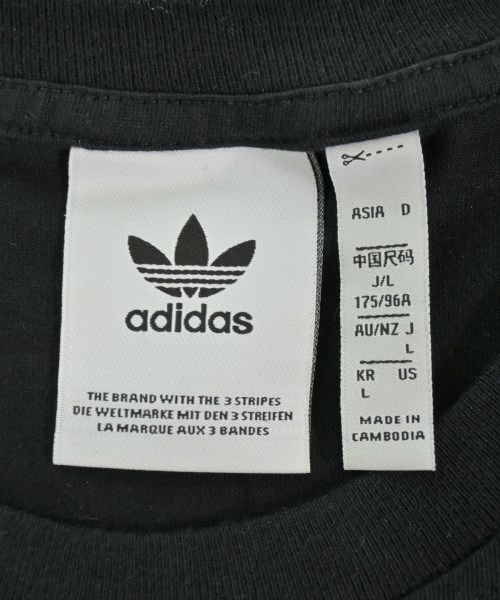 adidas
THE BRAND WITH THE 3 STRIPES
DIE WELTMARKE MIT DEN 3 STREIFEN
LA MARQUE AUX 3 BANDES
ASIA D
中国尺码
J/L
175/96A
AU/NZ J
L
KR US
L
MADE IN
CAMBODIA